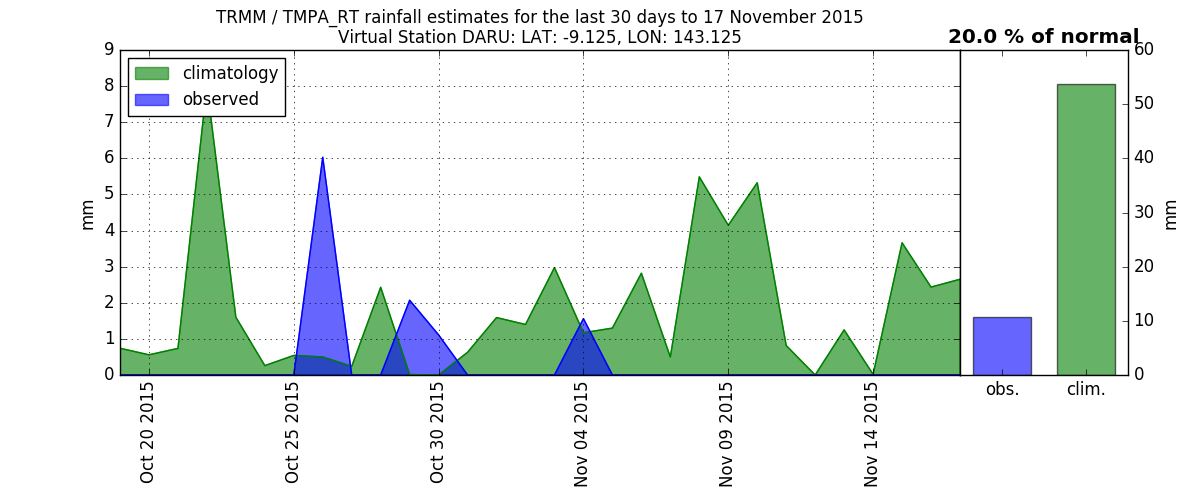 TRMM / TMPA_RT rainfall estimates for the last 30 days to 17 November 2015
Virtual Station DARU: LAT: -9.125, LON: 143.125
20.0 % of normal
climatology
observed
9
8
7
6
5
4
3
2
1
0
mm
Oct 20 2015
Oct 25 2015
Oct 30 2015
Nov 04 2015
Nov 09 2015
Nov 14 2015
60
50
40
30
20
10
0
mm
obs.
clim.